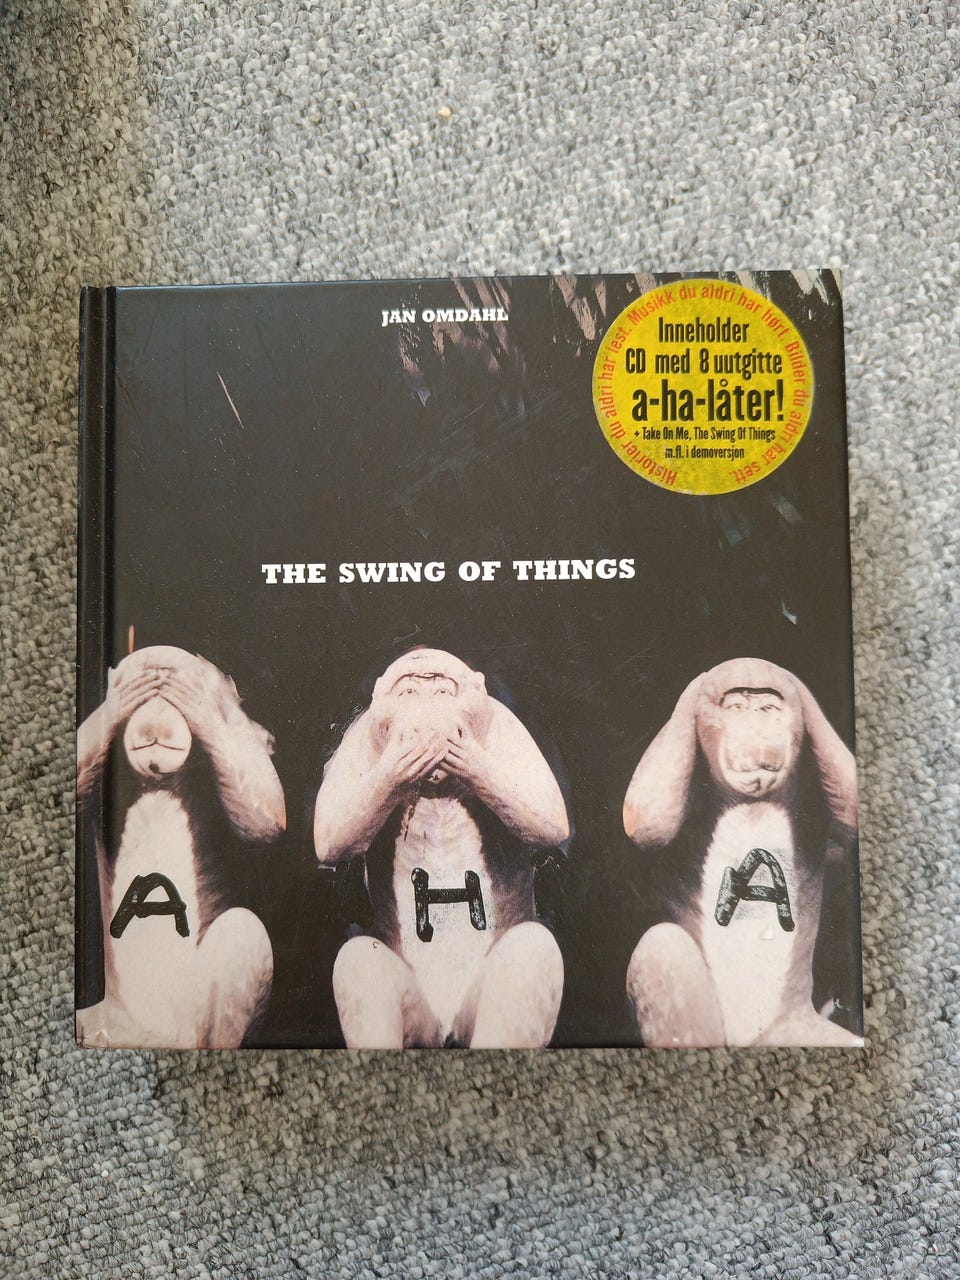 JAN OMDAHL
Historier du aldri har lest. Musikk du aldri har hørt. Bilder du aldri har sett.
Inneholder
CD med 8 uutgitte
a-ha-låter!
+ Take On Me, The Swing Of Things
m.fl. i demoversjon
THE SWING OF THINGS
A H A